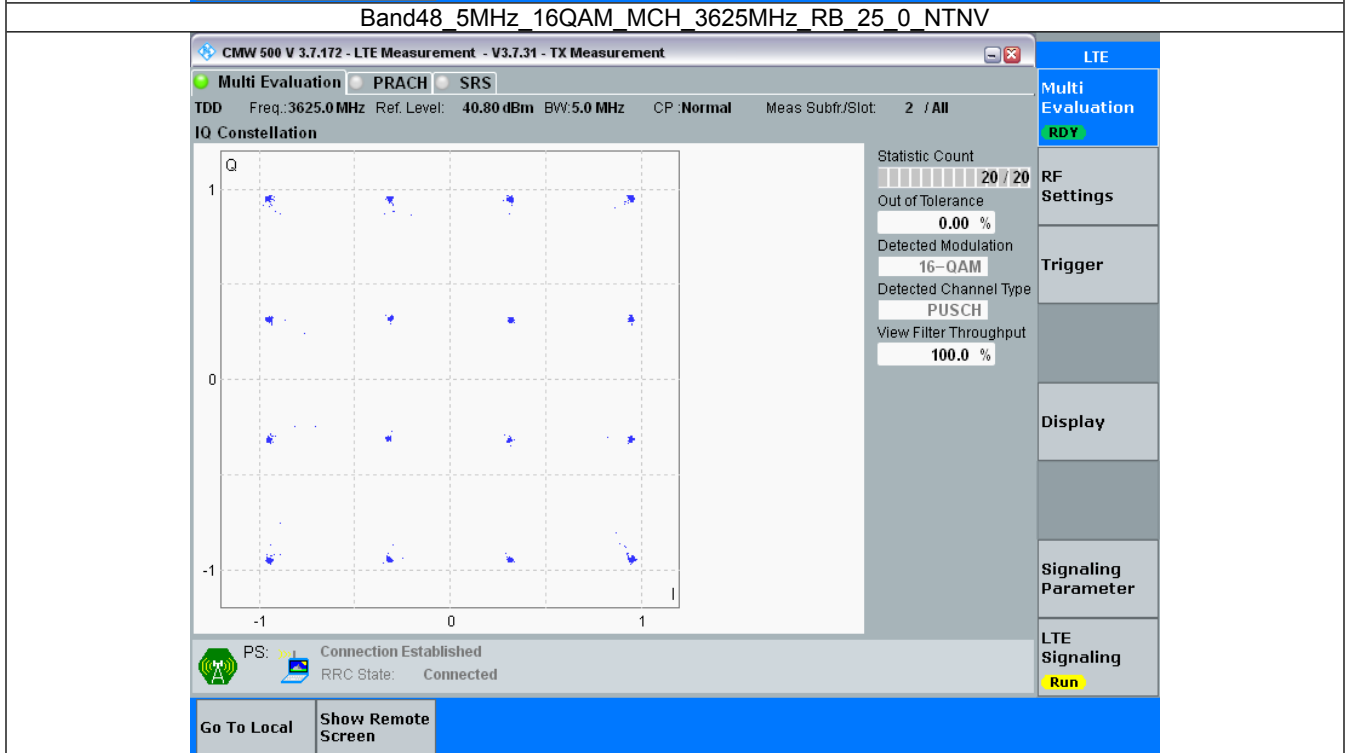 Band48_5MHz_16QAM_MCH_3625MHz_RB_25_0_NTNV
CMW 500 V 3.7.172 - LTE Measurement - V3.7.31 - TX Measurement
LTE
Multi Evaluation PRACH SRS
Multi
Evaluation
RDY
TDD Freq.:3625.0 MHz Ref. Level: 40.80 dBm BW:5.0 MHz CP :Normal Meas Subfr./Slot: 2 / All
IQ Constellation
Q
1
0
-1
-1 0 1
I
Statistic Count
20 / 20
Out of Tolerance
0.00 %
Detected Modulation
16-QAM
Detected Channel Type
PUSCH
View Filter Throughput
100.0 %
RF
Settings
Trigger
Display
Signaling
Parameter
LTE
Signaling
Run
PS: Connection Established
RRC State: Connected
Go To Local
Show Remote
Screen